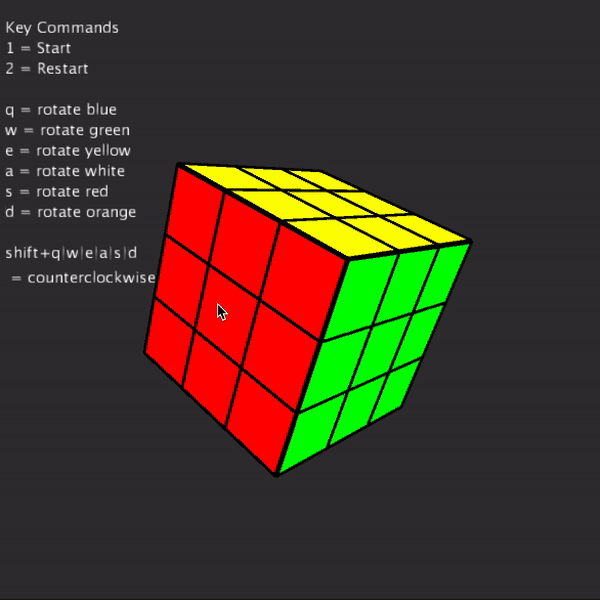 Key Commands
1 = Start
2 = Restart
q = rotate blue
w = rotate green
e = rotate yellow
a = rotate white
s = rotate red
d = rotate orange
shift+q|w|e|a|s|d
= counterclockwise